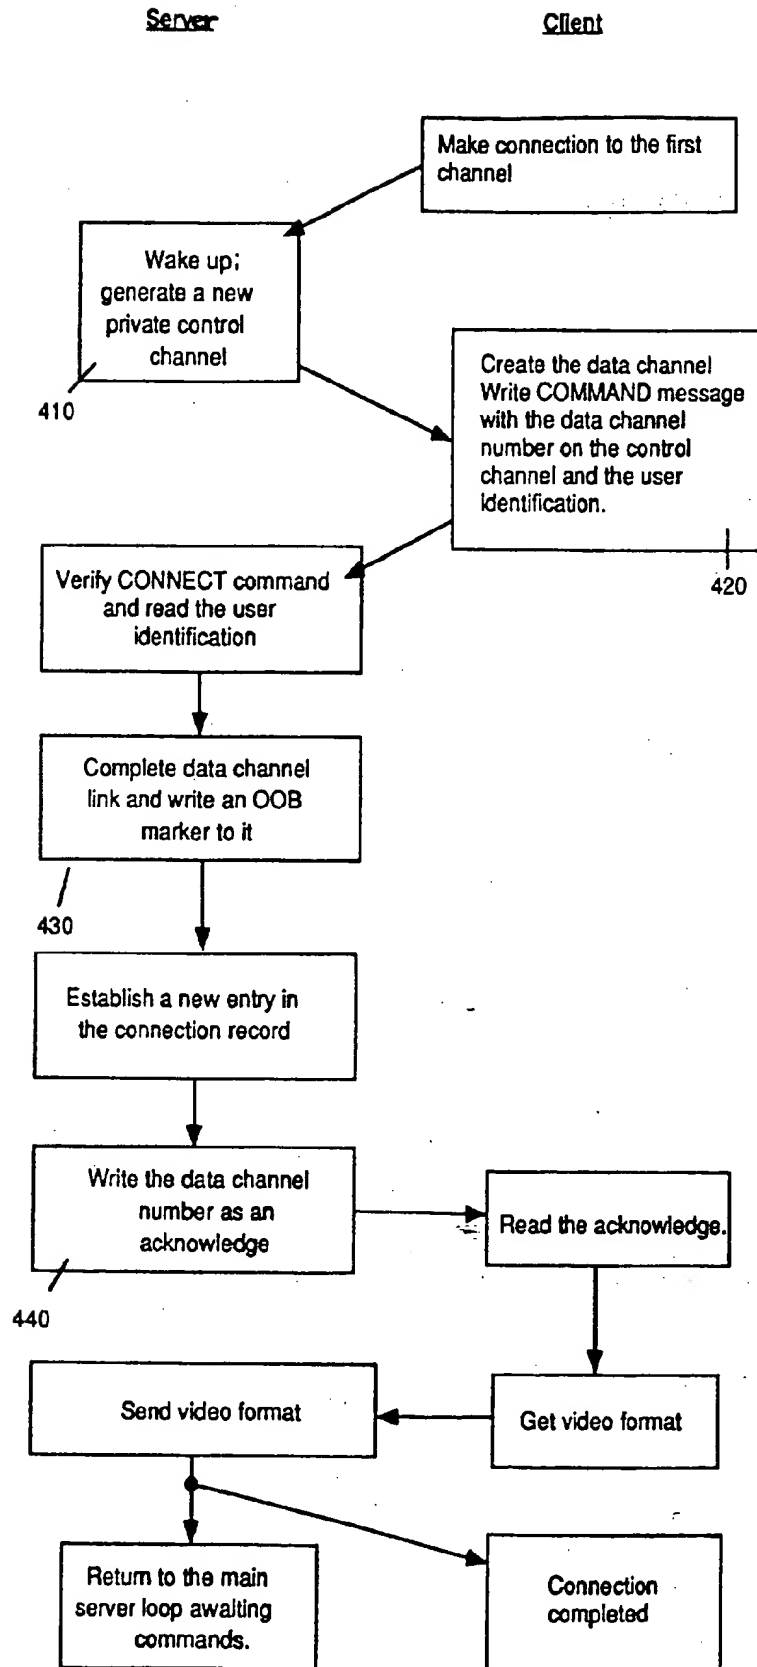 Server
Client
Make connection to the first
channel
Wake up;
generate a new
private control
channel
410
Create the data channel
Write COMMAND message
with the data channel
number on the control
channel and the user
identification.
420
Verify CONNECT command
and read the user
identification
Complete data channel
link and write an OOB
marker to it
430
Establish a new entry in
the connection record
Write the data channel
number as an
acknowledge
440
Read the acknowledge.
Send video format
Get video format
Return to the main
server loop awaiting
commands.
Connection
completed